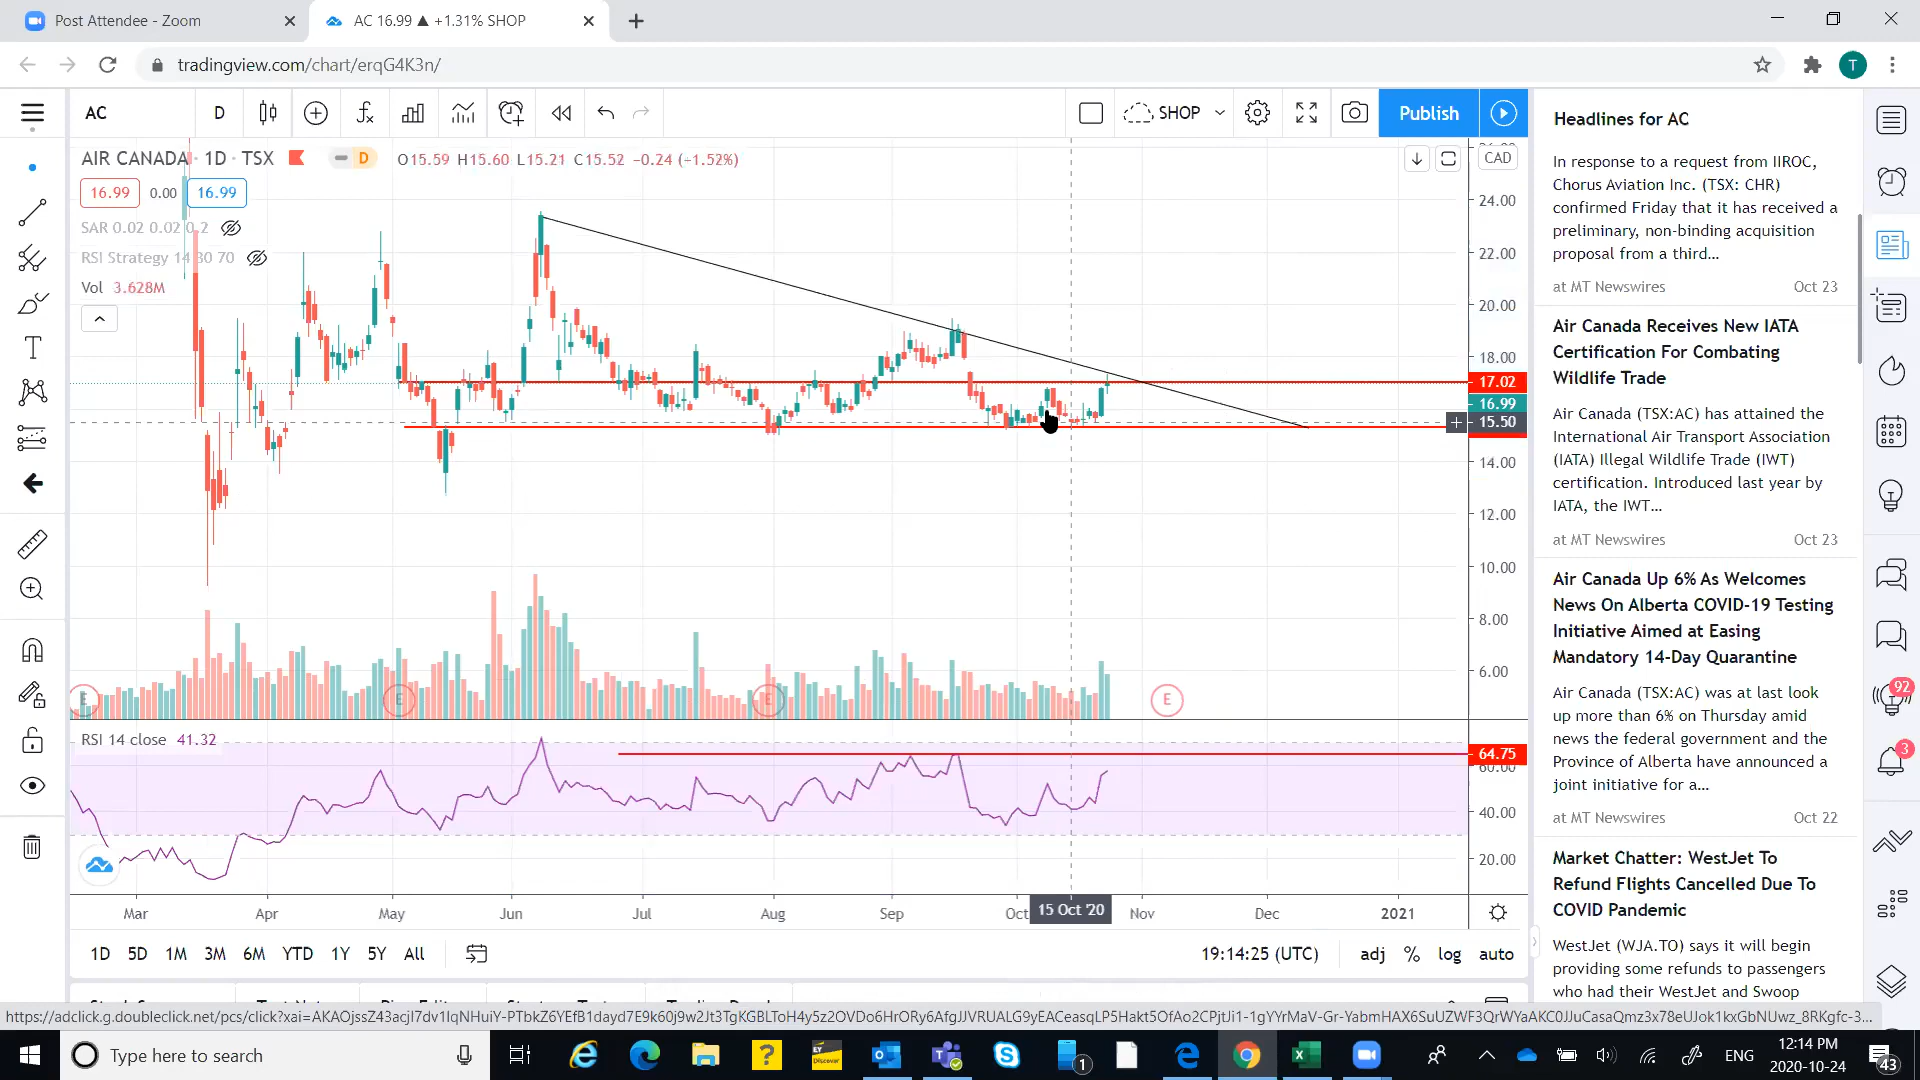 Post Attendee - Zoom
AC 16.99 ▲ +1.31% SHOP
tradingview.com/chart/erqG4K3n/
T
AC
D
SHOP
Publish
AIR CANADA · 1D · TSX
D
O15.59 H15.60 L15.21 C15.52 −0.24 (−1.52%)
CAD
16.99
0.00
16.99
SAR 0.02 0.02 0.2
RSI Strategy 14 30 70
Vol 3.628M
24.00
22.00
20.00
18.00
17.02
16.99
15.50
14.00
12.00
10.00
8.00
6.00
E
E
E
E
RSI 14 close 41.32
64.75
60.00
40.00
20.00
Mar
Apr
May
Jun
Jul
Aug
Sep
Oct
15 Oct '20
Nov
Dec
2021
1D
5D
1M
3M
6M
YTD
1Y
5Y
All
19:14:25 (UTC)
adj
%
log
auto
Headlines for AC
In response to a request from IIROC,
Chorus Aviation Inc. (TSX: CHR)
confirmed Friday that it has received a
preliminary, non-binding acquisition
proposal from a third...
at MT Newswires
Oct 23
Air Canada Receives New IATA
Certification For Combating
Wildlife Trade
Air Canada (TSX:AC) has attained the
International Air Transport Association
(IATA) Illegal Wildlife Trade (IWT)
certification. Introduced last year by
IATA, the IWT...
at MT Newswires
Oct 23
Air Canada Up 6% As Welcomes
News On Alberta COVID-19 Testing
Initiative Aimed at Easing
Mandatory 14-Day Quarantine
Air Canada (TSX:AC) was at last look
up more than 6% on Thursday amid
news the federal government and the
Province of Alberta have announced a
joint initiative for a...
at MT Newswires
Oct 22
Market Chatter: WestJet To
Refund Flights Cancelled Due To
COVID Pandemic
WestJet (WJA.TO) says it will begin
providing some refunds to passengers
who had their WestJet and Swoop
92
3
Type here to search
EY
Discover
1
ENG
12:14 PM
2020-10-24
43